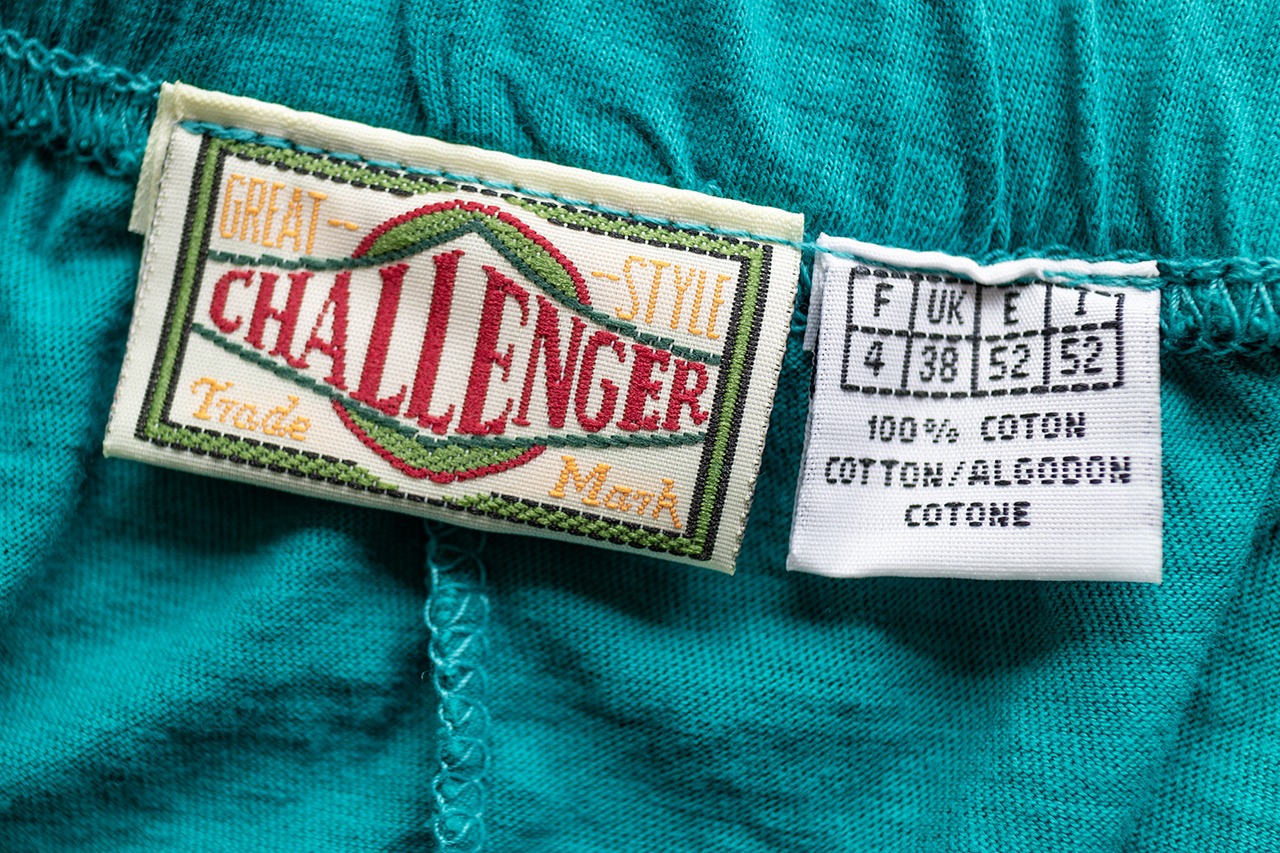 GREAT
STYLE
CHALLENGER
Trade
Mark
F UK E I
4 38 52 52
100% COTON
COTTON/ALGODON
COTONE